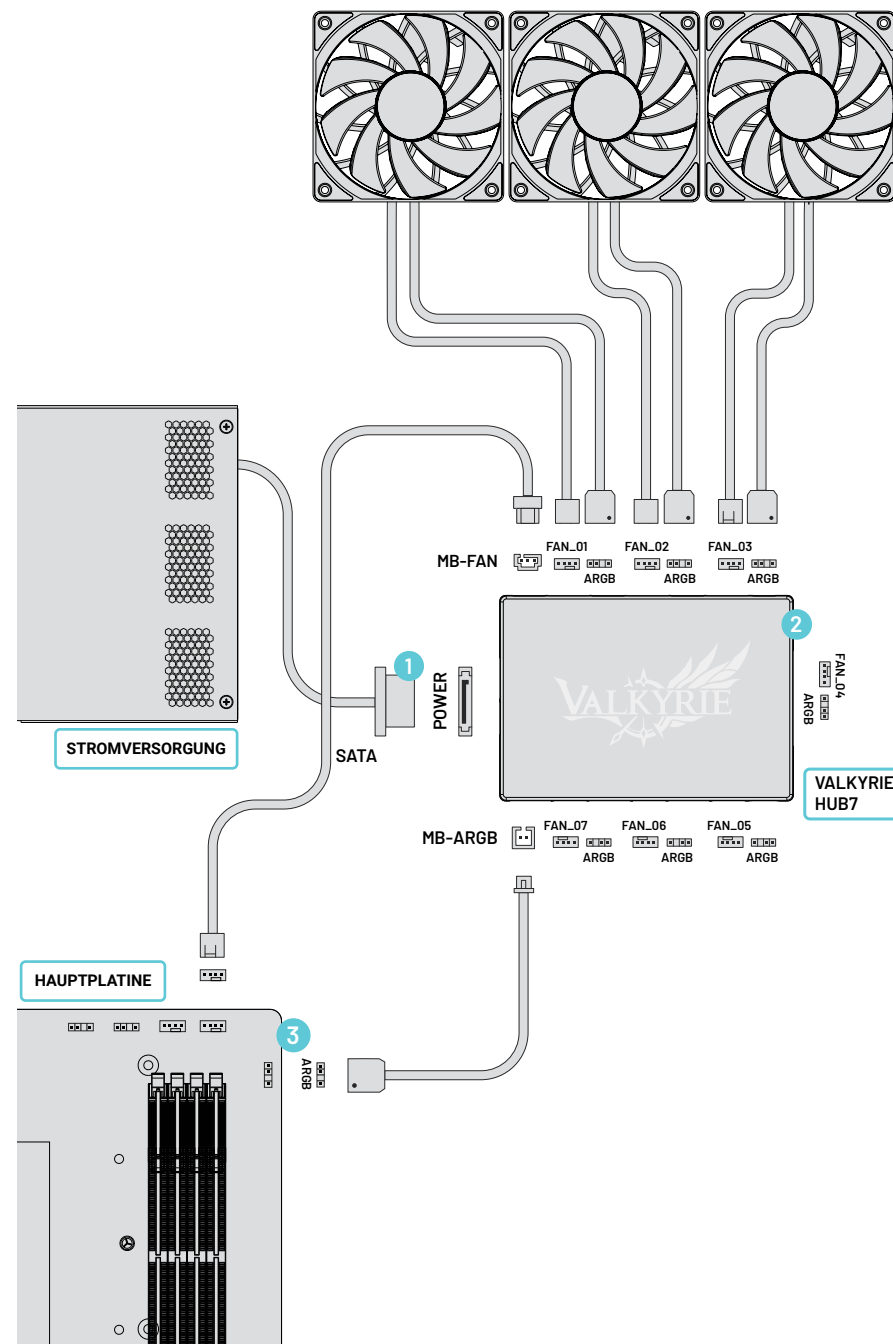 FAN_01
FAN_02
FAN_03
MB-FAN
ARGB
ARGB
ARGB
1
2
POWER
VALKYRIE
FAN_04
ARGB
STROMVERSORGUNG
SATA
VALKYRIE
HUB7
MB-ARGB
FAN_07
FAN_06
FAN_05
ARGB
ARGB
ARGB
HAUPTPLATINE
3
ARGB